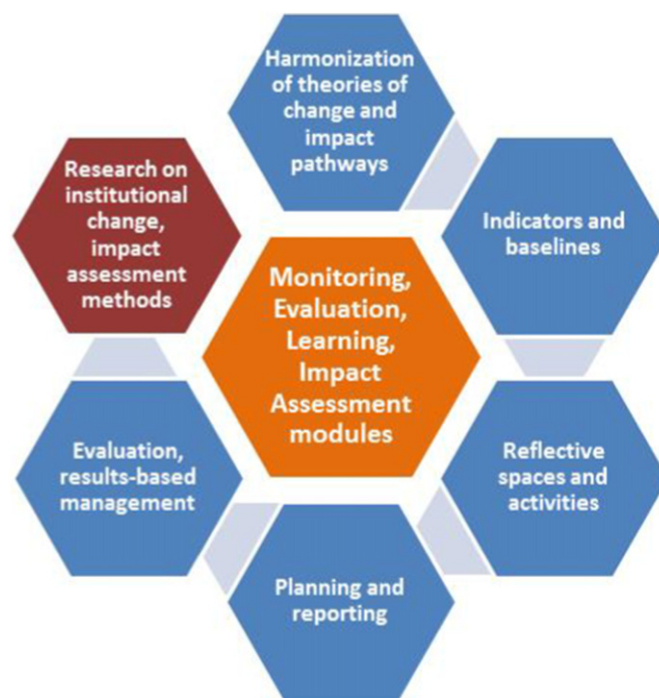 Harmonization
of theories of
change and
impact
pathways
Research on
institutional
change,
impact
assessment
methods
Indicators and
baselines
Monitoring,
Evaluation,
Learning,
Impact
Assessment
modules
Evaluation,
results-based
management
Reflective
spaces and
activities
Planning and
reporting